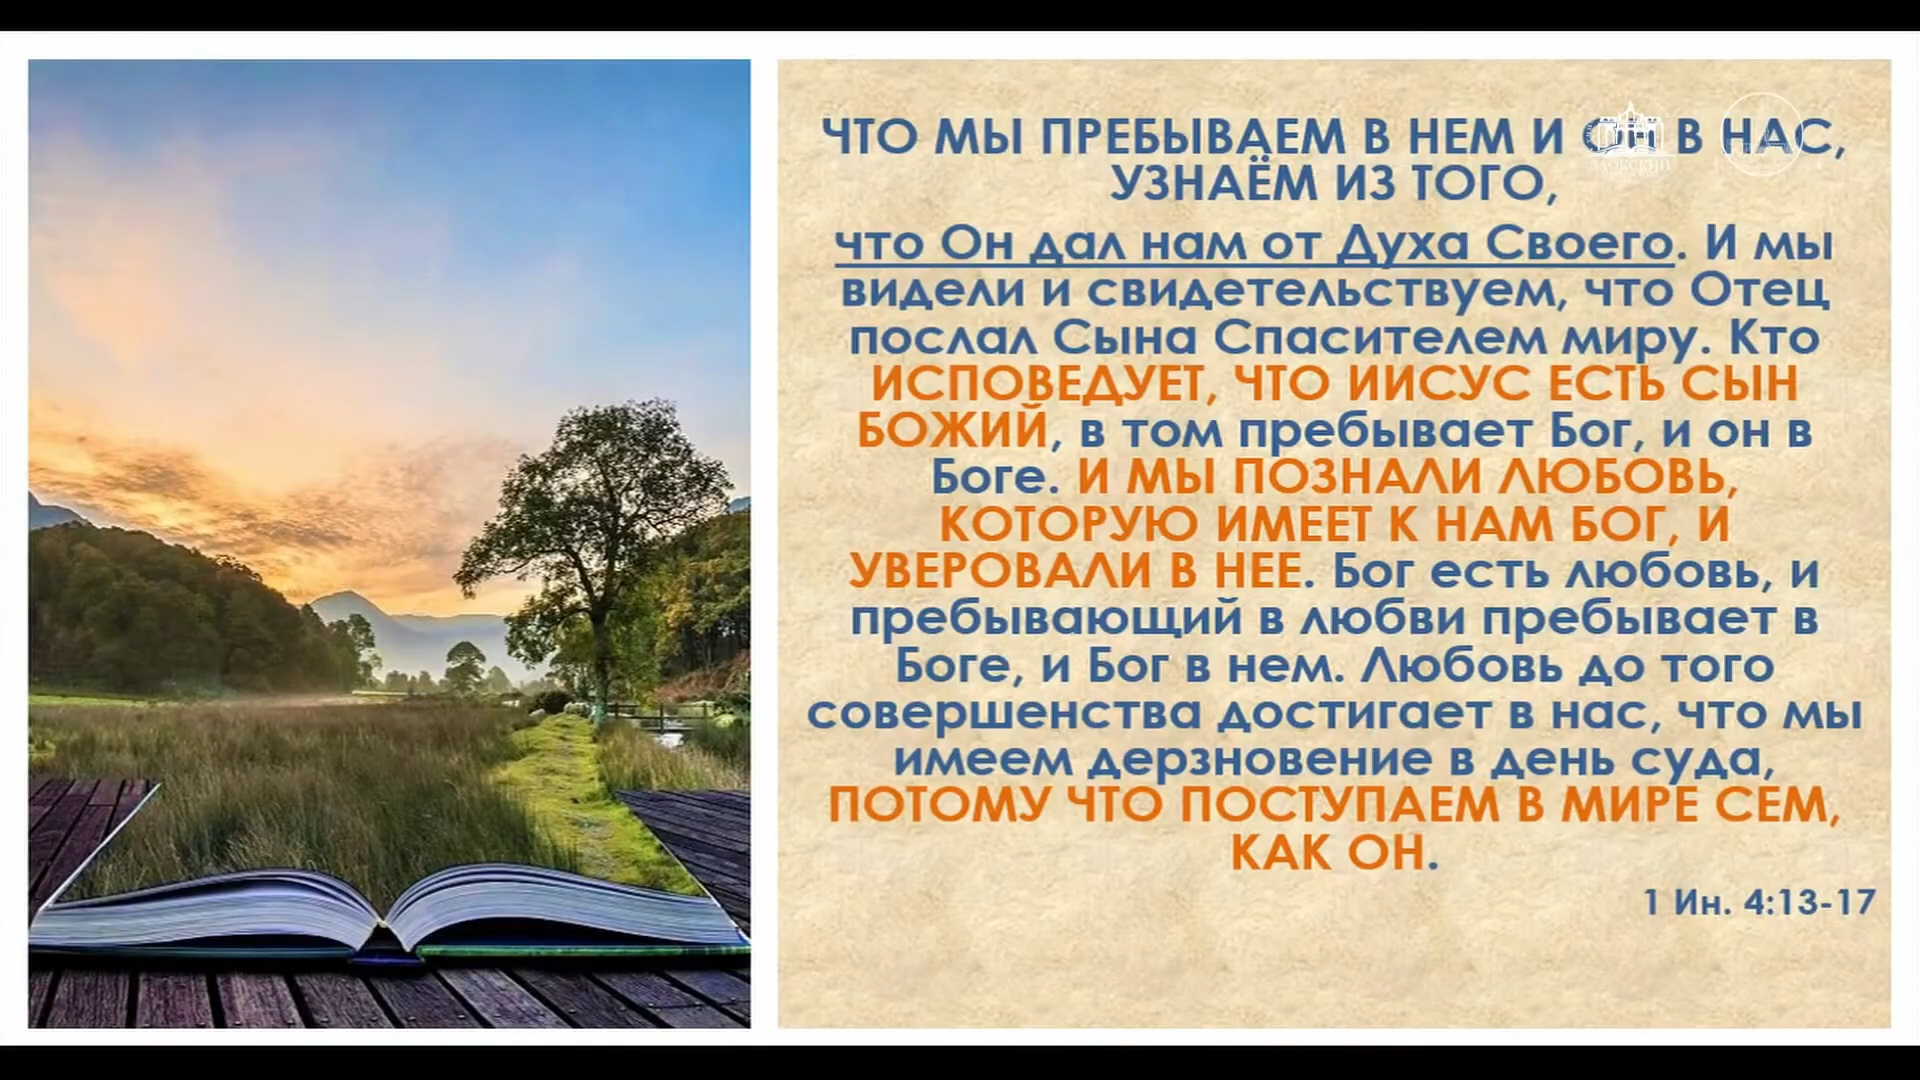 ЧТО МЫ ПРЕБЫВАЕМ В НЕМ И ОН В НАС,
УЗНАЁМ ИЗ ТОГО,
что Он дал нам от Духа Своего. И мы
видели и свидетельствуем, что Отец
послал Сына Спасителем миру. Кто
ИСПОВЕДУЕТ, ЧТО ИИСУС ЕСТЬ СЫН
БОЖИЙ, в том пребывает Бог, и он в
Боге. И МЫ ПОЗНАЛИ ЛЮБОВЬ,
КОТОРУЮ ИМЕЕТ К НАМ БОГ, И
УВЕРОВАЛИ В НЕЕ. Бог есть любовь, и
пребывающий в любви пребывает в
Боге, и Бог в нем. Любовь до того
совершенства достигает в нас, что мы
имеем дерзновение в день суда,
ПОТОМУ ЧТО ПОСТУПАЕМ В МИРЕ СЕМ,
КАК ОН.
1 Ин. 4:13-17
ЗАОКСКИЙ